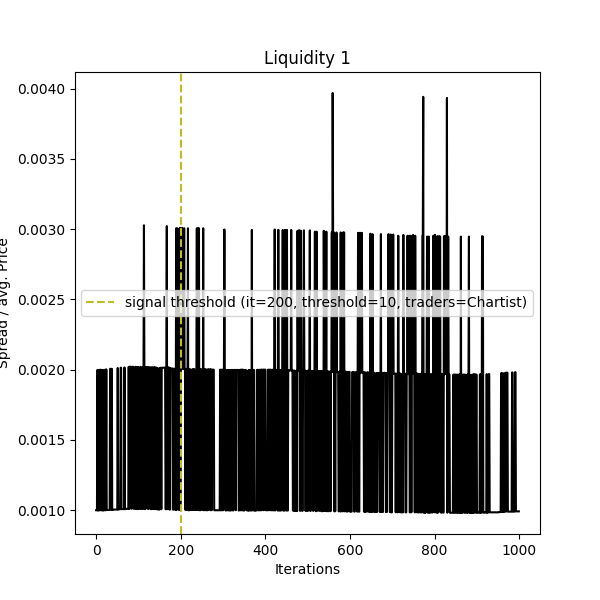 Liquidity 1
Spread / avg. Price
0.0040
0.0035
0.0030
0.0025
0.0020
0.0015
0.0010
signal threshold (it=200, threshold=10, traders=Chartist)
0 200 400 600 800 1000
Iterations